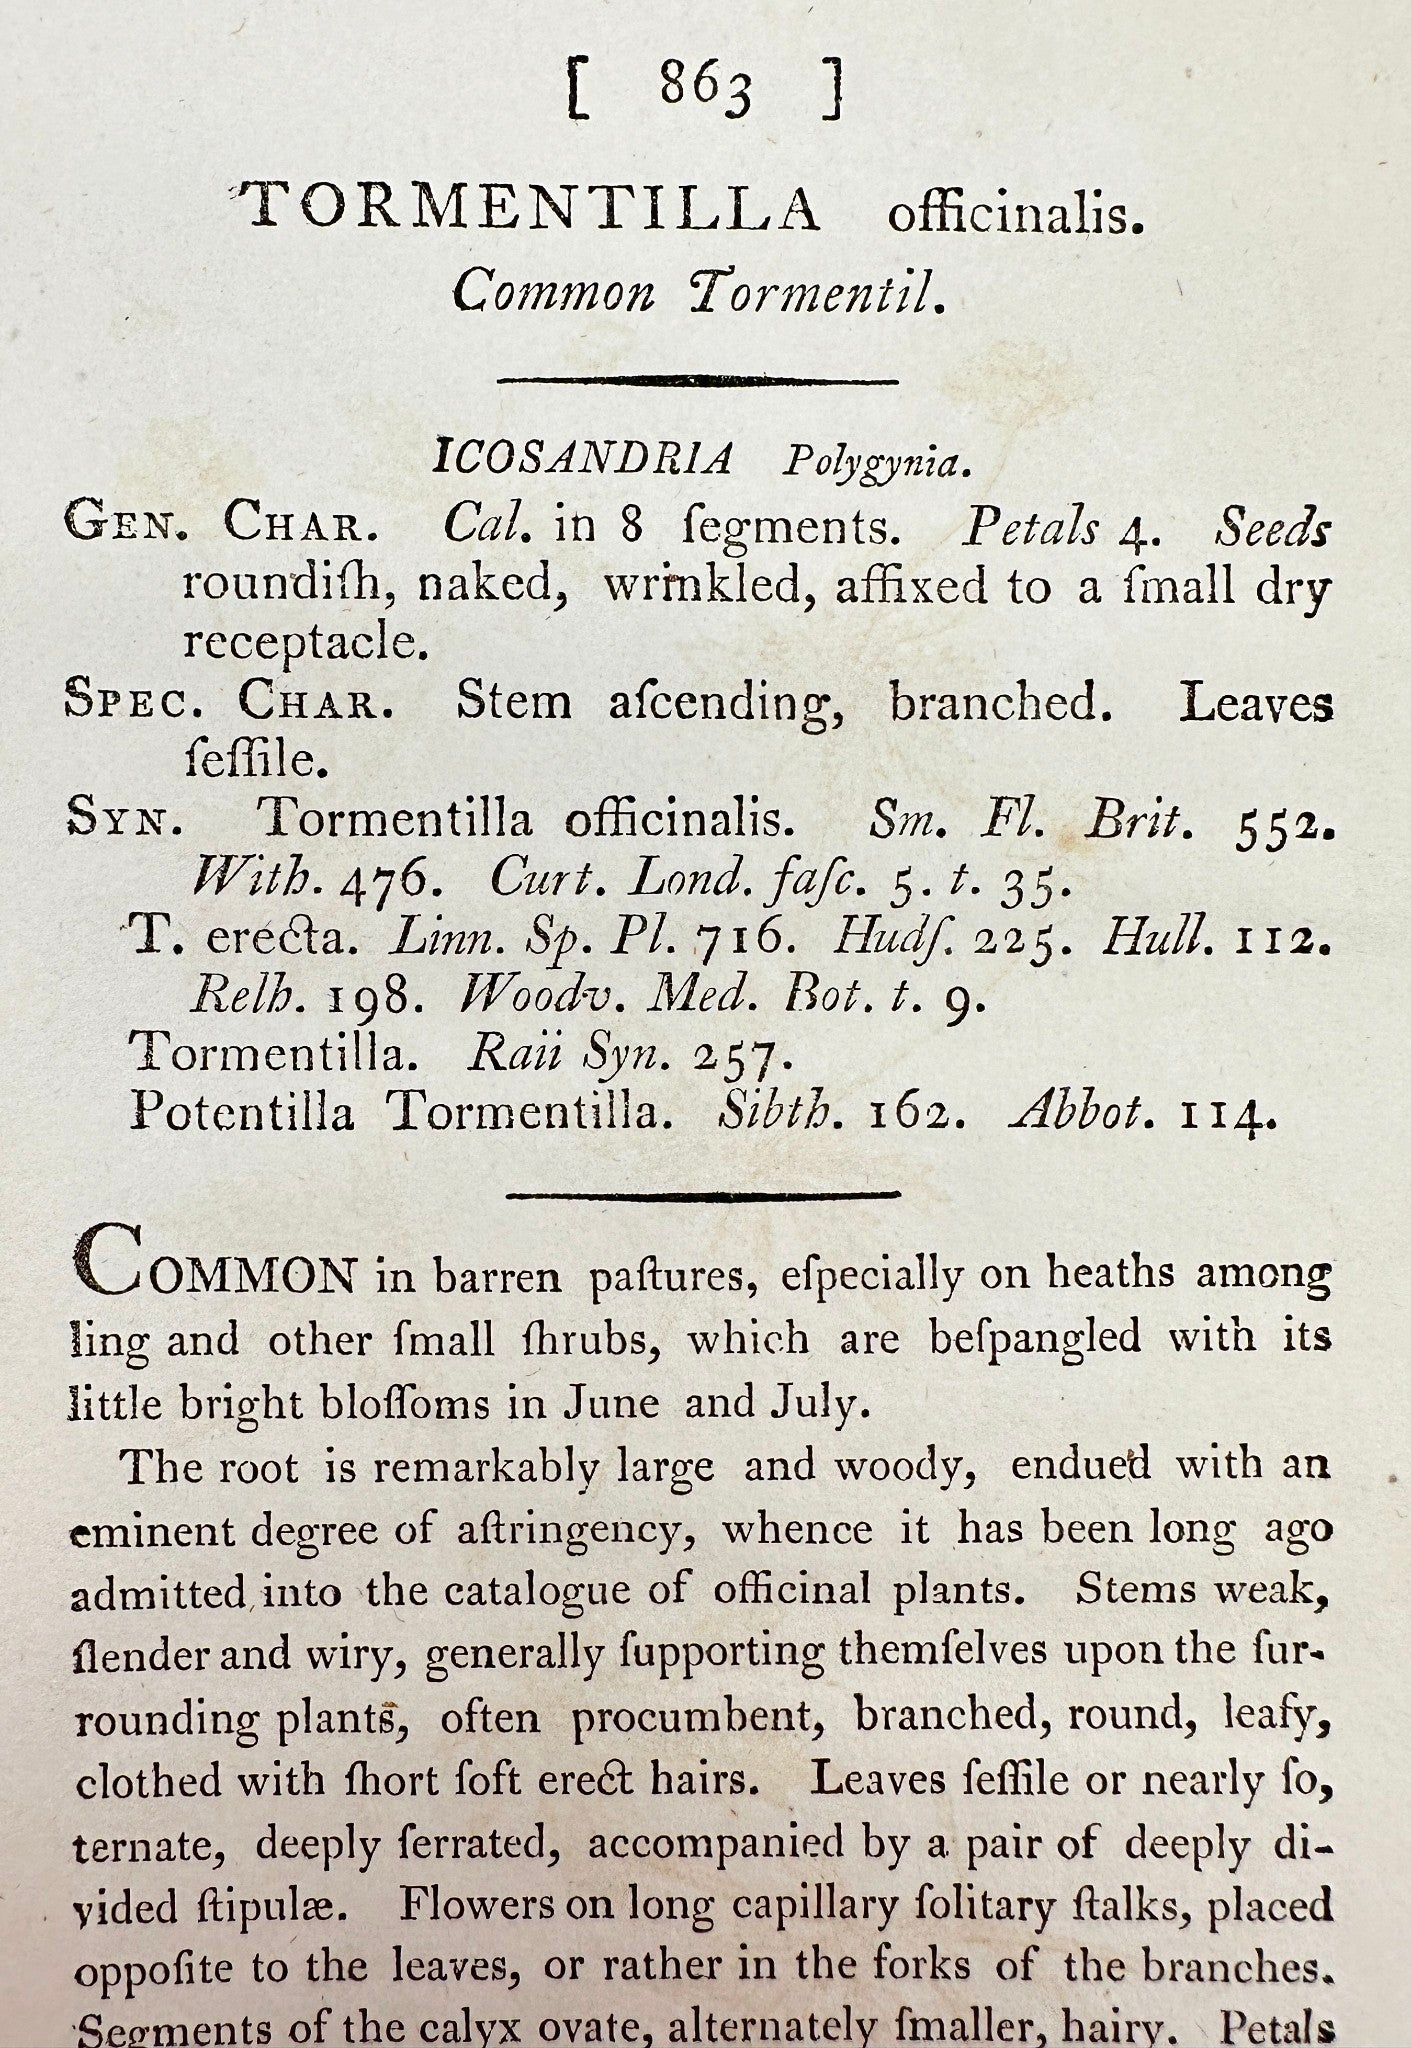 [ 863 ]
TORMENTILLA officinalis.
Common Tormentil.
ICOSANDRIA Polygynia.
GEN. CHAR. Cal. in 8 ſegments. Petals 4. Seeds
roundiſh, naked, wrinkled, affixed to a ſmall dry
receptacle.
SPEC. CHAR. Stem aſcending, branched. Leaves
ſeſſile.
SYN. Tormentilla officinalis. Sm. Fl. Brit. 552.
With. 476. Curt. Lond. faſc. 5. t. 35.
T. erecta. Linn. Sp. Pl. 716. Hudſ. 225. Hull. 112.
Relh. 198. Woodv. Med. Bot. t. 9.
Tormentilla. Raii Syn. 257.
Potentilla Tormentilla. Sibth. 162. Abbot. 114.
COMMON in barren paſtures, eſpecially on heaths among
ling and other ſmall ſhrubs, which are beſpangled with its
little bright bloſſoms in June and July.
The root is remarkably large and woody, endued with an
eminent degree of aſtringency, whence it has been long ago
admitted into the catalogue of officinal plants. Stems weak,
ſlender and wiry, generally ſupporting themſelves upon the ſur-
rounding plants, often procumbent, branched, round, leafy,
clothed with ſhort ſoft erect hairs. Leaves ſeſſile or nearly ſo,
ternate, deeply ſerrated, accompanied by a pair of deeply di-
vided ſtipulæ. Flowers on long capillary ſolitary ſtalks, placed
oppoſite to the leaves, or rather in the forks of the branches.
Segments of the calyx ovate, alternately ſmaller, hairy. Petals